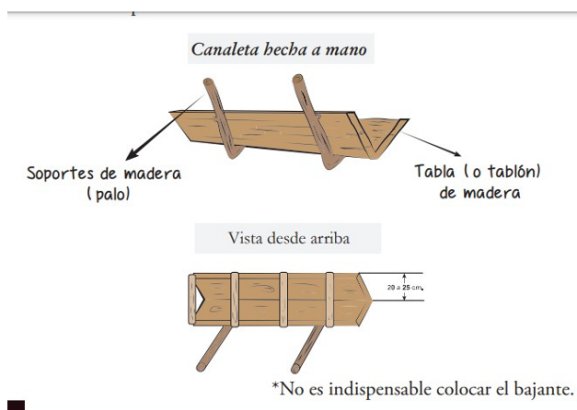 Canaleta hecha a mano
Soportes de madera
(palo)
Tabla (o tablón)
de madera
Vista desde arriba
20 a 25 cm.
*No es indispensable colocar el bajante.